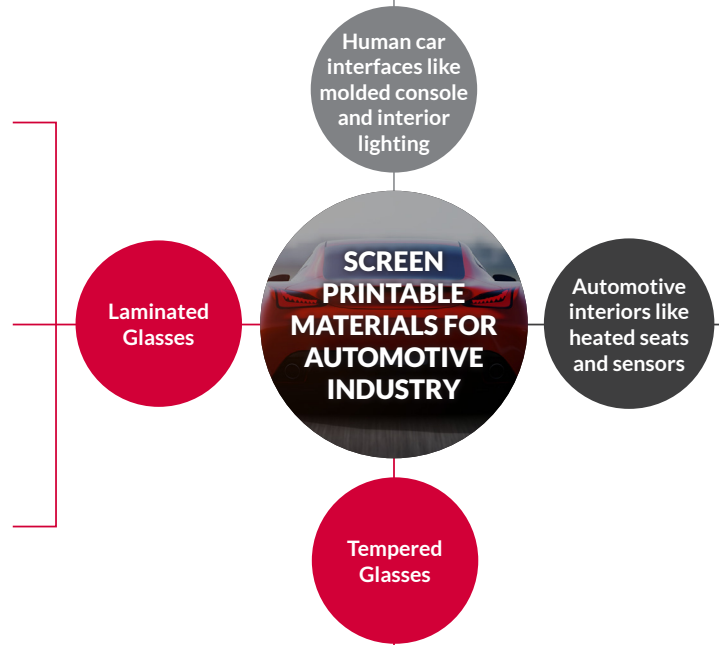 Human car
interfaces like
molded console
and interior
lighting
SCREEN
PRINTABLE
MATERIALS FOR
AUTOMOTIVE
INDUSTRY
Laminated
Glasses
Automotive
interiors like
heated seats
and sensors
Tempered
Glasses